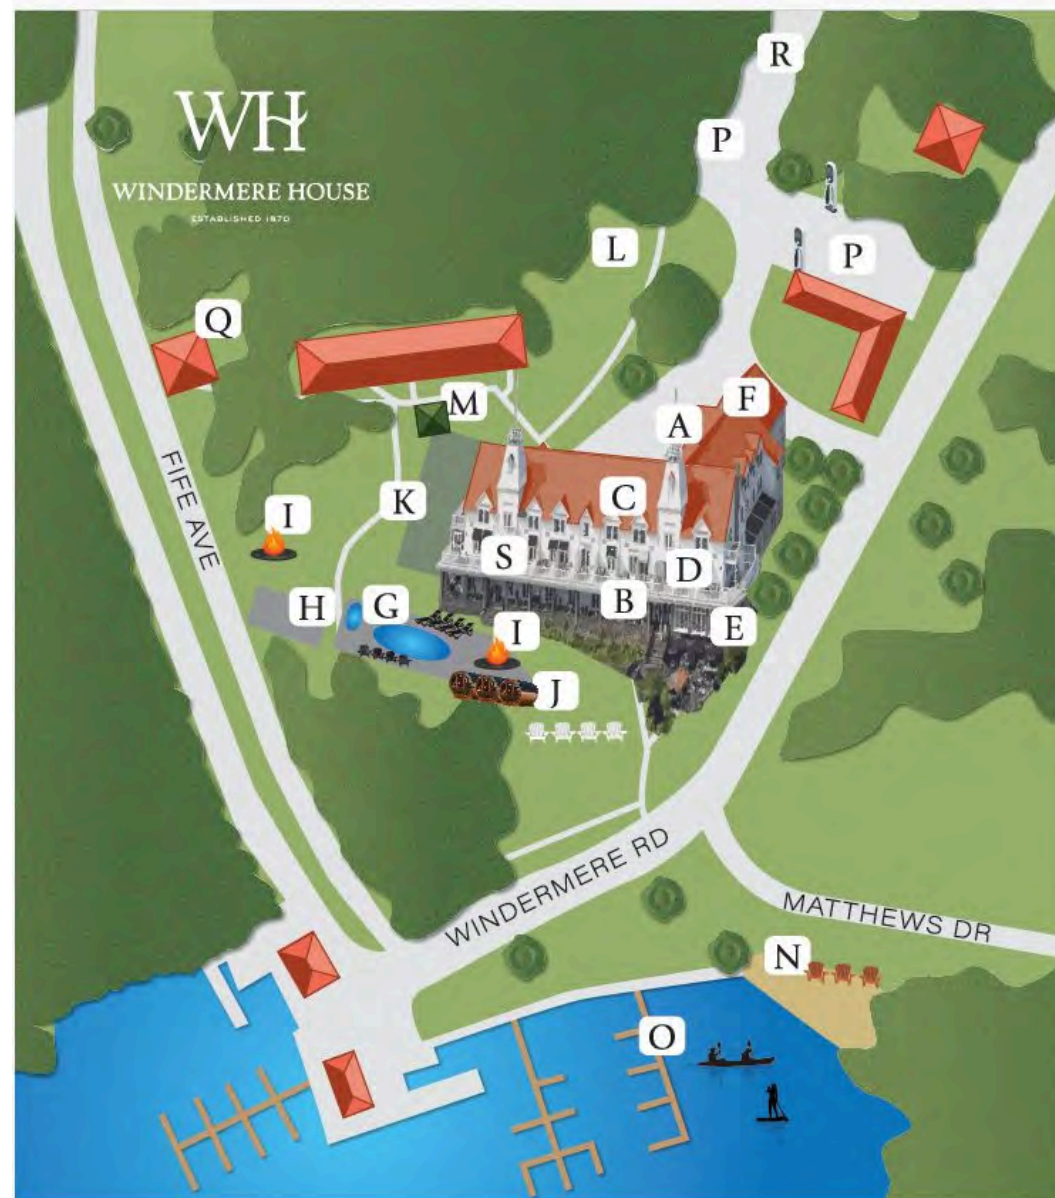 R
P
WH
WINDERMERE HOUSE
ESTABLISHED 1870
L
P
Q
F
M
A
I
K
C
FIFE AVE
S
D
H
G
B
I
E
J
WINDERMERE RD
MATTHEWS DR
N
O